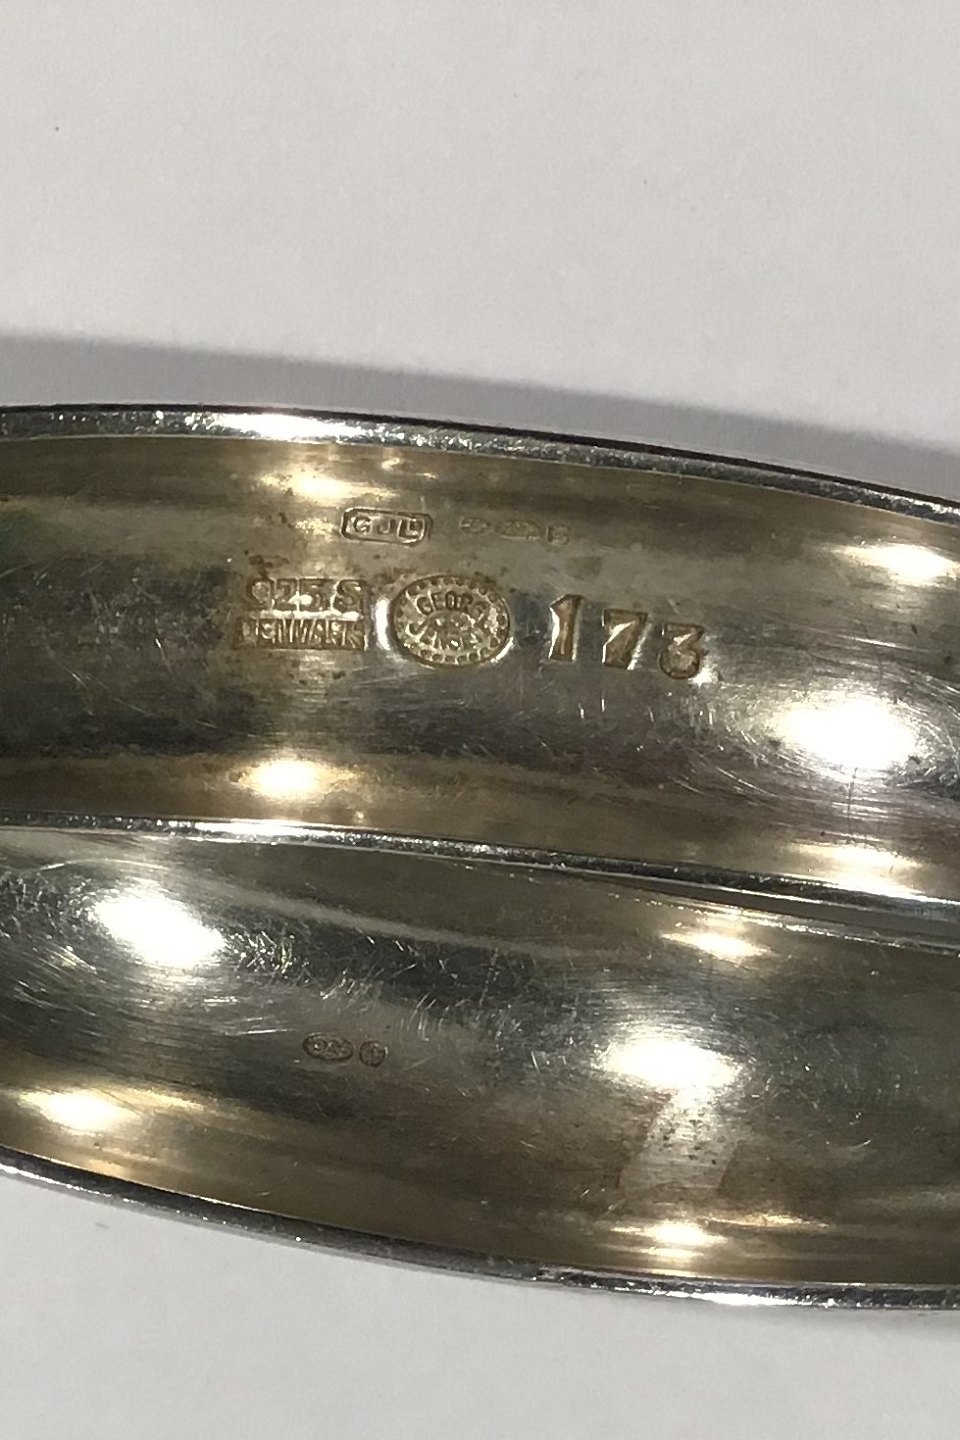 GJL
925.S
DENMARK
GEORG
JENSEN
173